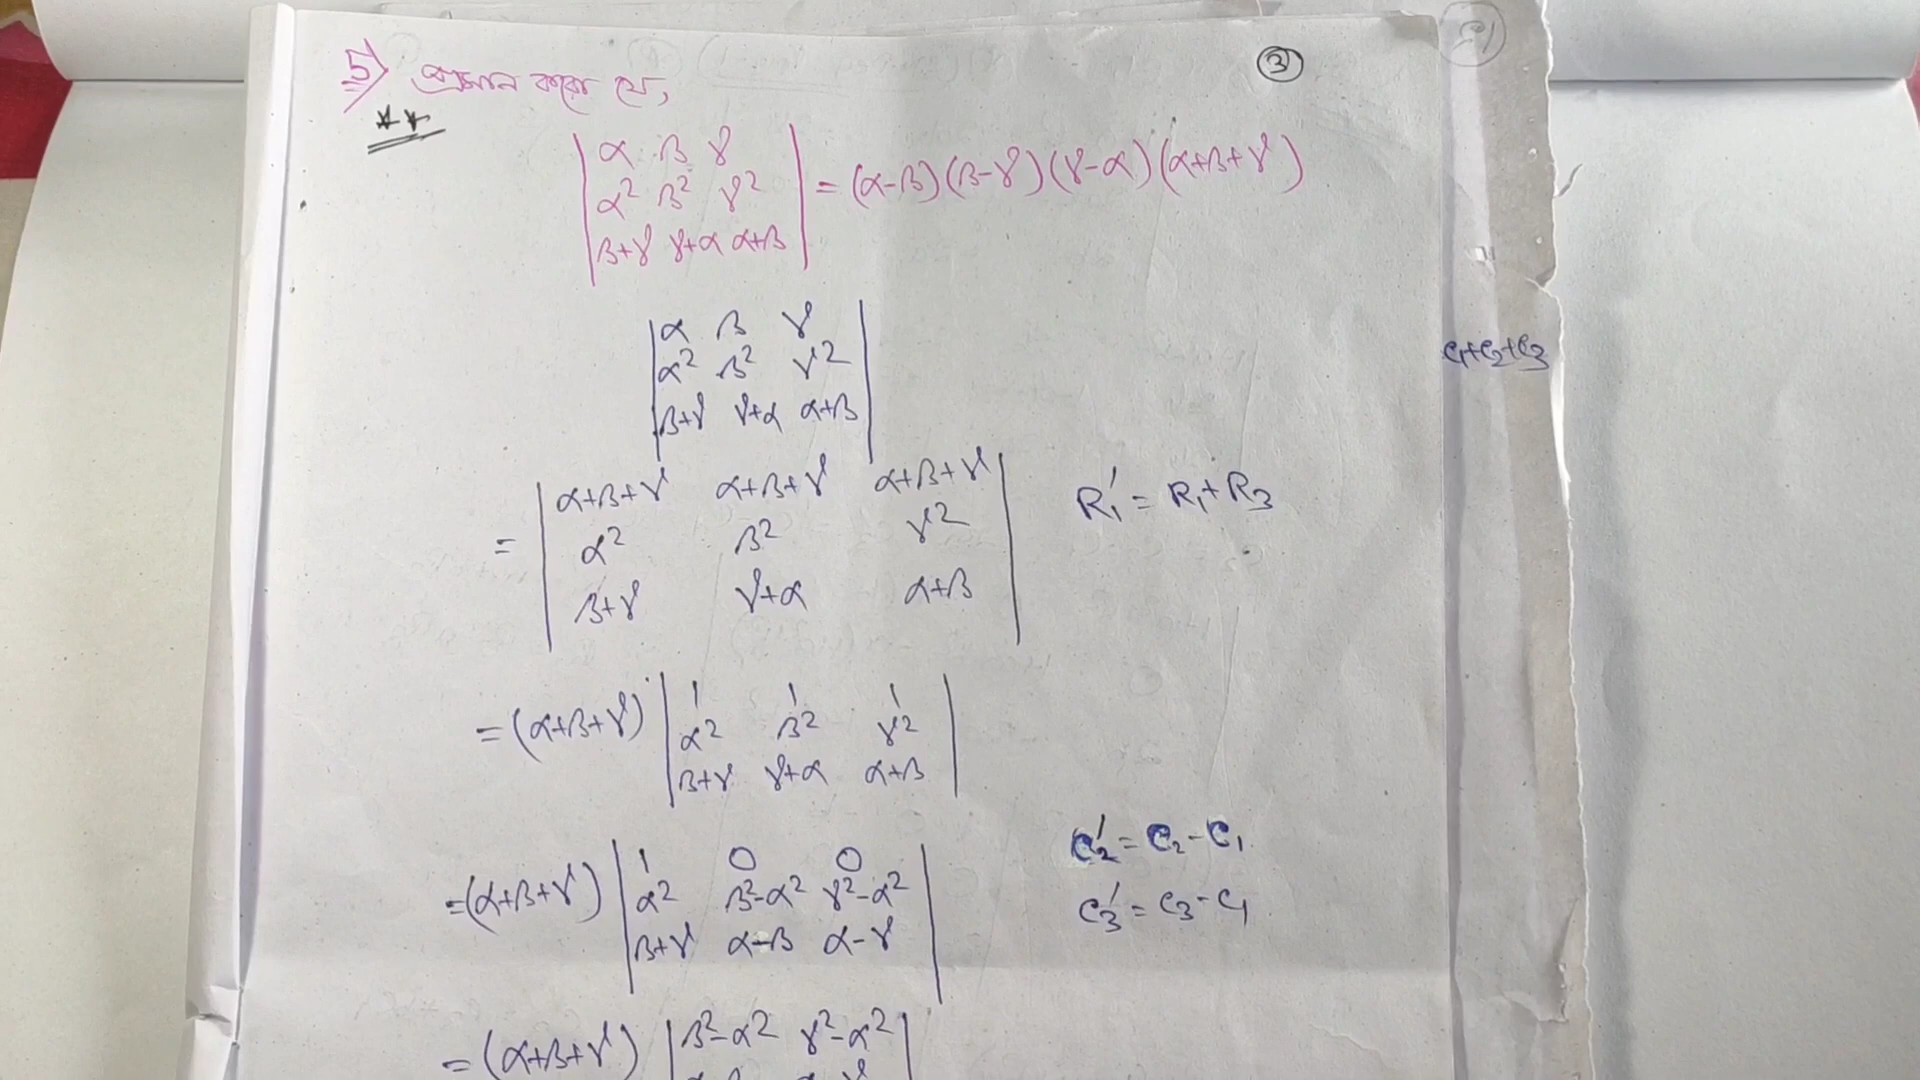 ③
5) প্রমান করো যে,
**
| α β γ |
| α² β² γ² | = (α-β)(β-γ)(γ-α)(α+β+γ)
| β+γ γ+α α+β |
| α β γ |
| α² β² γ² |
| β+γ γ+α α+β |
C₁+C₂+C₃
| α+β+γ α+β+γ α+β+γ | R₁' = R₁+R₃
= | α² β² γ² |
| β+γ γ+α α+β |
| 1 1 1 |
= (α+β+γ) | α² β² γ² |
| β+γ γ+α α+β |
| 1 0 0 | C₂' = C₂-C₁
= (α+β+γ) | α² β²-α² γ²-α² | C₃' = C₃-C₁
| β+γ α-β α-γ |
= (α+β+γ) | β²-α² γ²-α² |